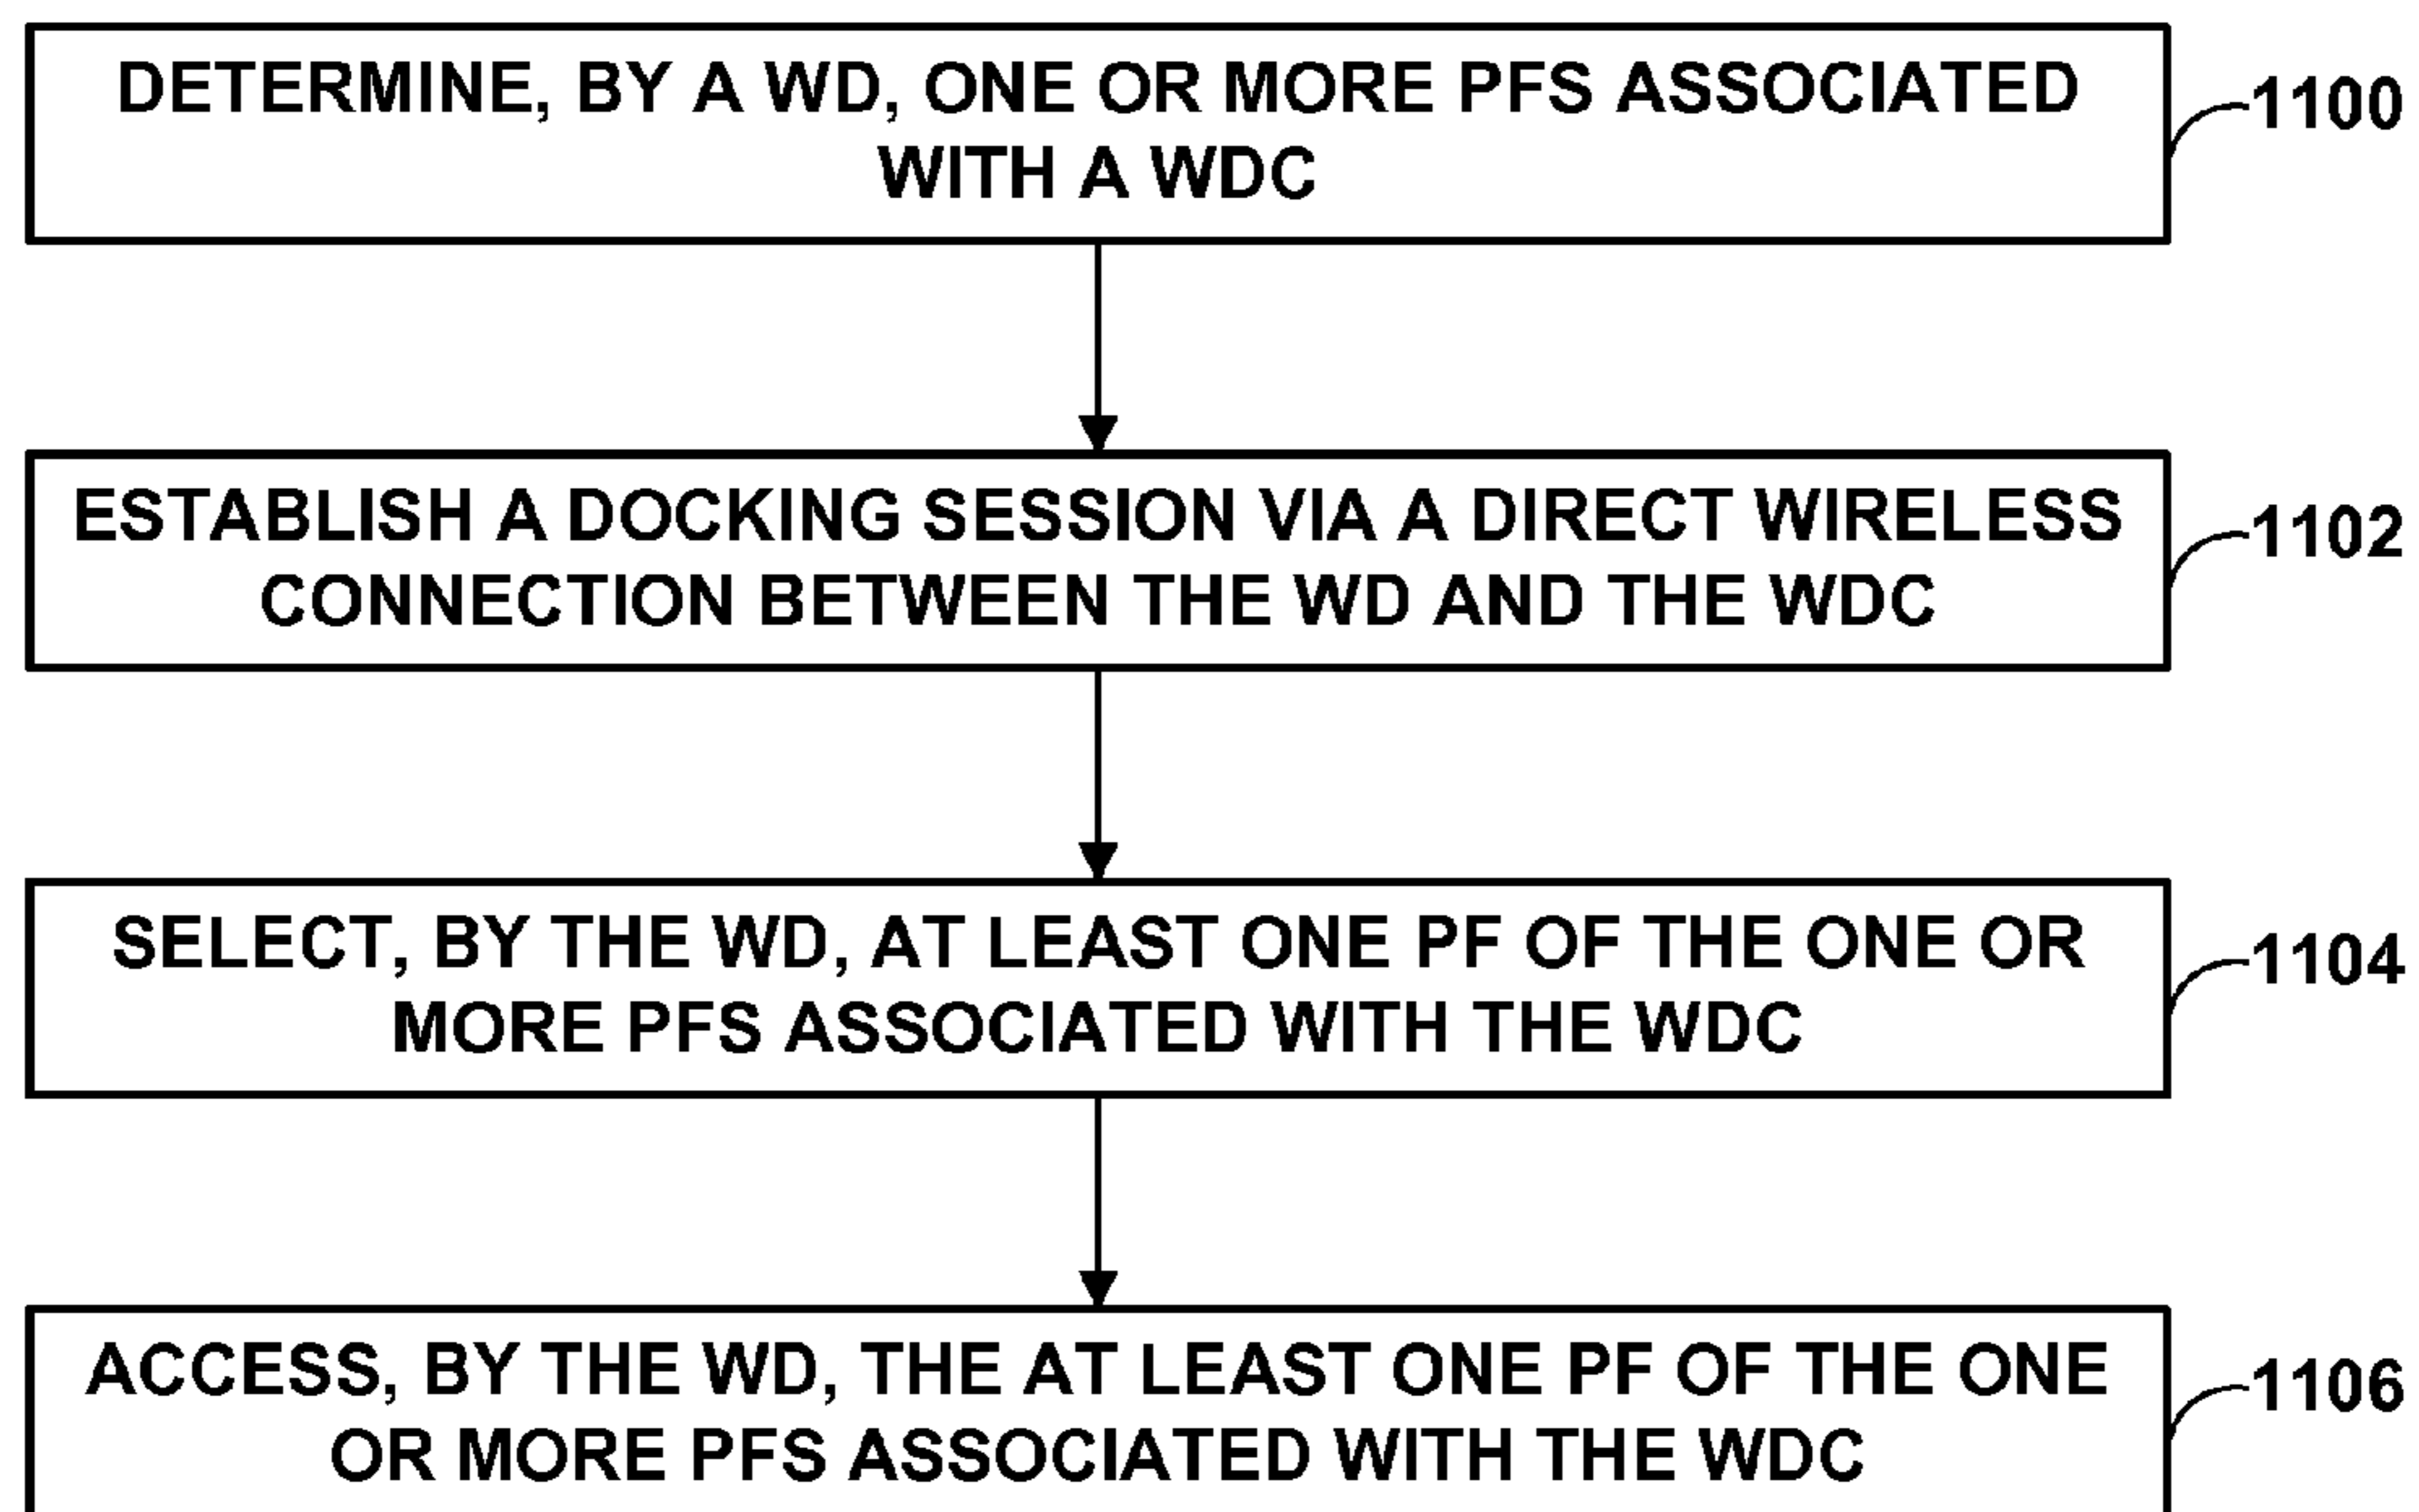 DETERMINE, BY A WD, ONE OR MORE PFS ASSOCIATED
WITH A WDC
1100
ESTABLISH A DOCKING SESSION VIA A DIRECT WIRELESS
CONNECTION BETWEEN THE WD AND THE WDC
1102
SELECT, BY THE WD, AT LEAST ONE PF OF THE ONE OR
MORE PFS ASSOCIATED WITH THE WDC
1104
ACCESS, BY THE WD, THE AT LEAST ONE PF OF THE ONE
OR MORE PFS ASSOCIATED WITH THE WDC
1106